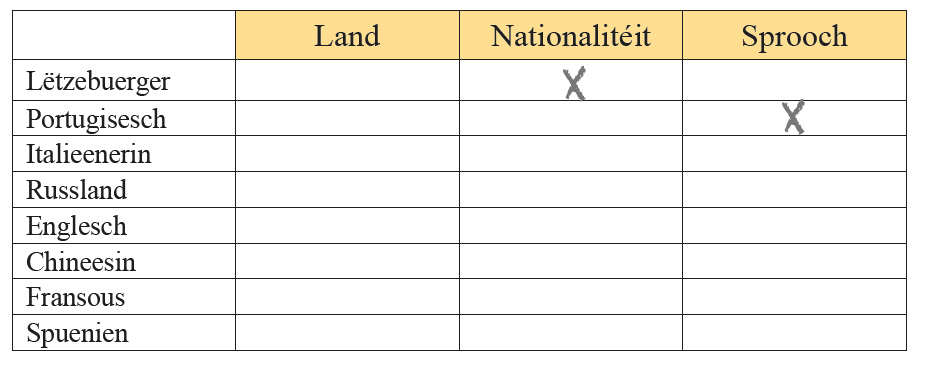 Land Nationalitéit Sprooch
Lëtzebuerger X
Portugisesch X
Italieenerin
Russland
Englesch
Chineesin
Fransous
Spuenien